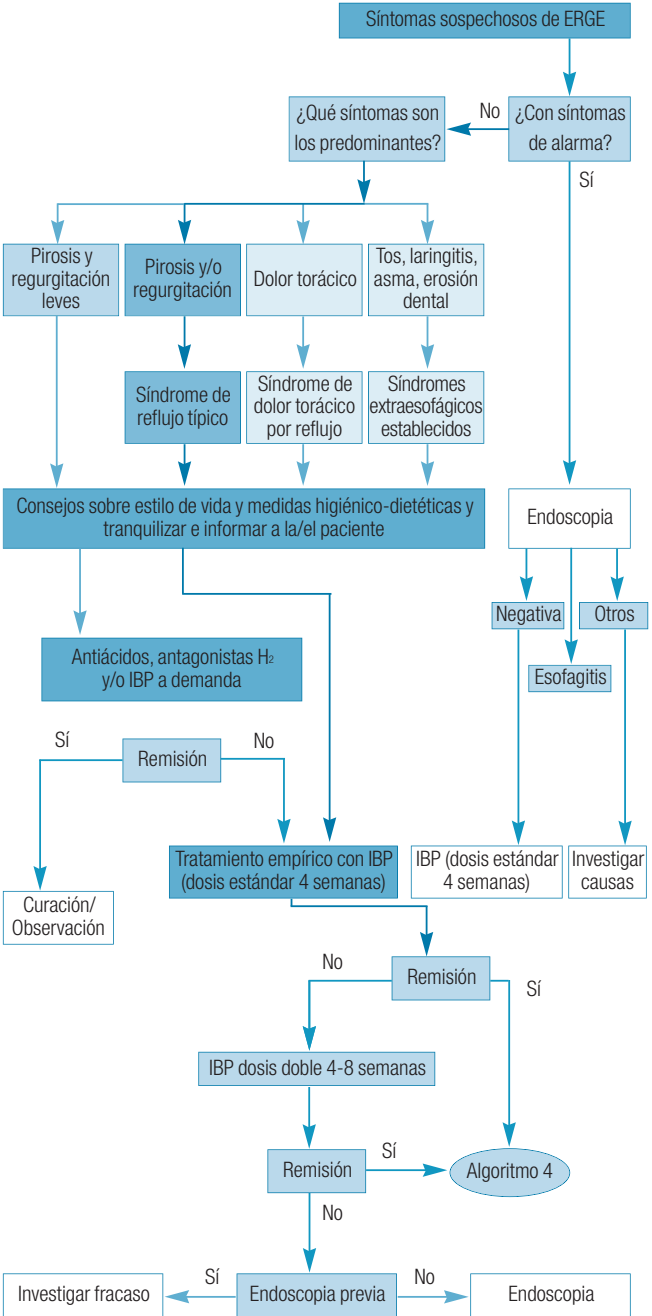 Síntomas sospechosos de ERGE
¿Con síntomas
de alarma?
No
¿Qué síntomas son
los predominantes?
Sí
Pirosis y
regurgitación
leves
Pirosis y/o
regurgitación
Dolor torácico
Tos, laringitis,
asma, erosión
dental
Síndrome de
reflujo típico
Síndrome de
dolor torácico
por reflujo
Síndromes
extraesofágicos
establecidos
Consejos sobre estilo de vida y medidas higiénico-dietéticas y
tranquilizar e informar a la/el paciente
Endoscopia
Negativa
Otros
Esofagitis
Antiácidos, antagonistas H2
y/o IBP a demanda
Sí
Remisión
No
Tratamiento empírico con IBP
(dosis estándar 4 semanas)
IBP (dosis estándar
4 semanas)
Investigar
causas
Curación/
Observación
No
Remisión
Sí
IBP dosis doble 4-8 semanas
Remisión
Sí
Algoritmo 4
No
Investigar fracaso
Sí
Endoscopia previa
No
Endoscopia